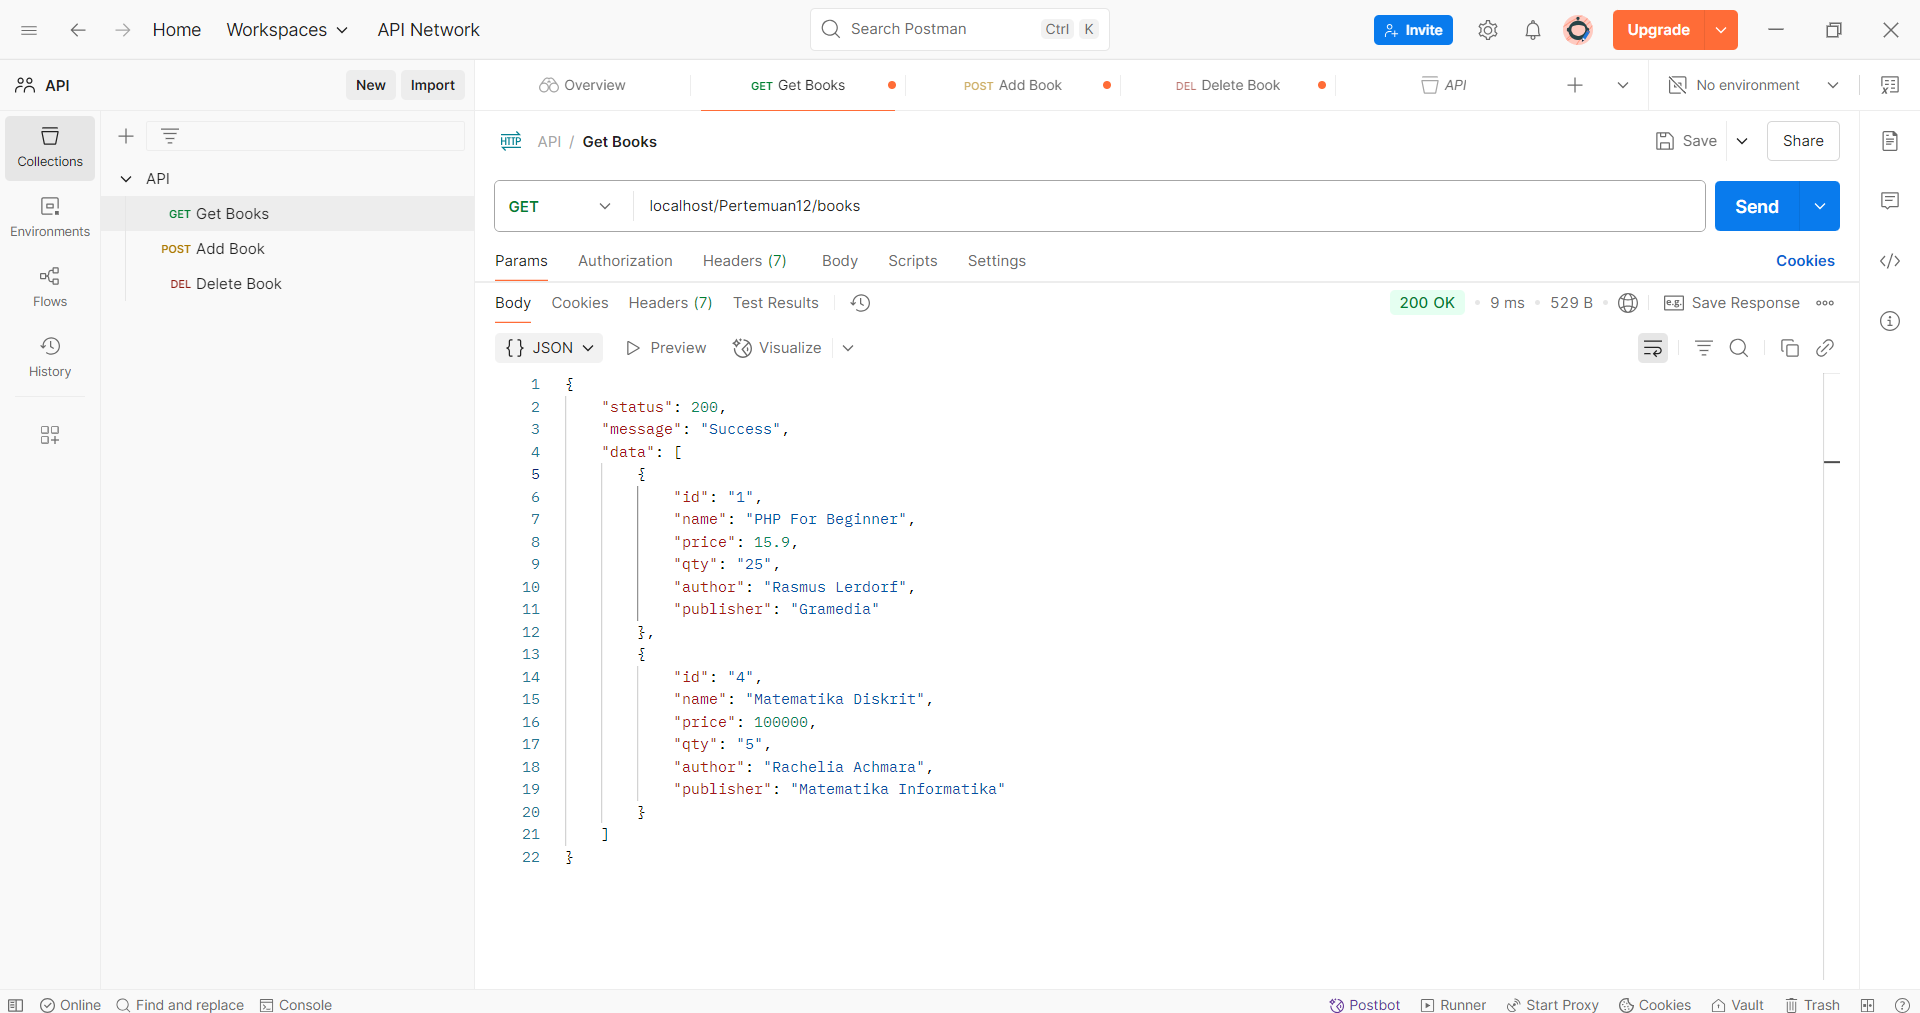 Home Workspaces API Network Search Postman Ctrl K Invite Upgrade
API New Import Overview GET Get Books POST Add Book DEL Delete Book API No environment
Collections
Environments
Flows
History
API
GET Get Books
POST Add Book
DEL Delete Book
HTTP API / Get Books Save Share
GET localhost/Pertemuan12/books Send
Params Authorization Headers (7) Body Scripts Settings Cookies
Body Cookies Headers (7) Test Results 200 OK 9 ms 529 B e.g. Save Response
{} JSON Preview Visualize
1 {
2 "status": 200,
3 "message": "Success",
4 "data": [
5 {
6 "id": "1",
7 "name": "PHP For Beginner",
8 "price": 15.9,
9 "qty": "25",
10 "author": "Rasmus Lerdorf",
11 "publisher": "Gramedia"
12 },
13 {
14 "id": "4",
15 "name": "Matematika Diskrit",
16 "price": 100000,
17 "qty": "5",
18 "author": "Rachelia Achmara",
19 "publisher": "Matematika Informatika"
20 }
21 ]
22 }
Online Find and replace Console Postbot Runner Start Proxy Cookies Vault Trash